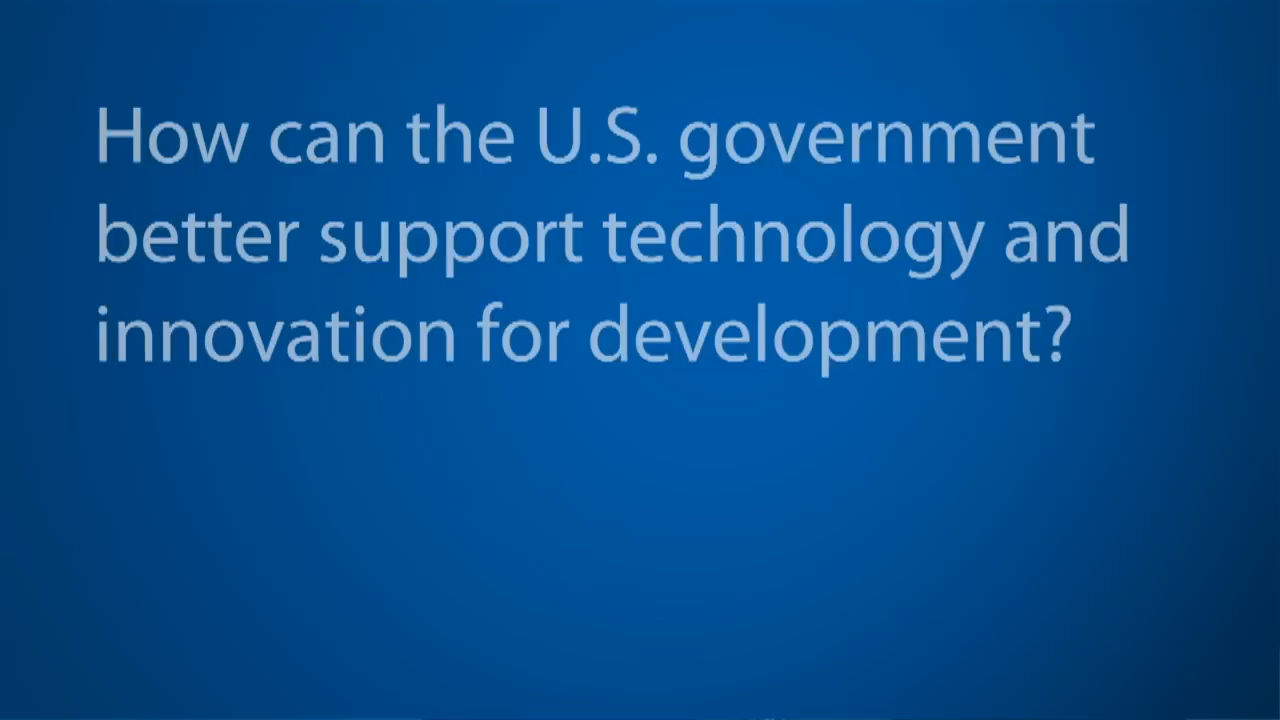 How can the U.S. government
better support technology and
innovation for development?